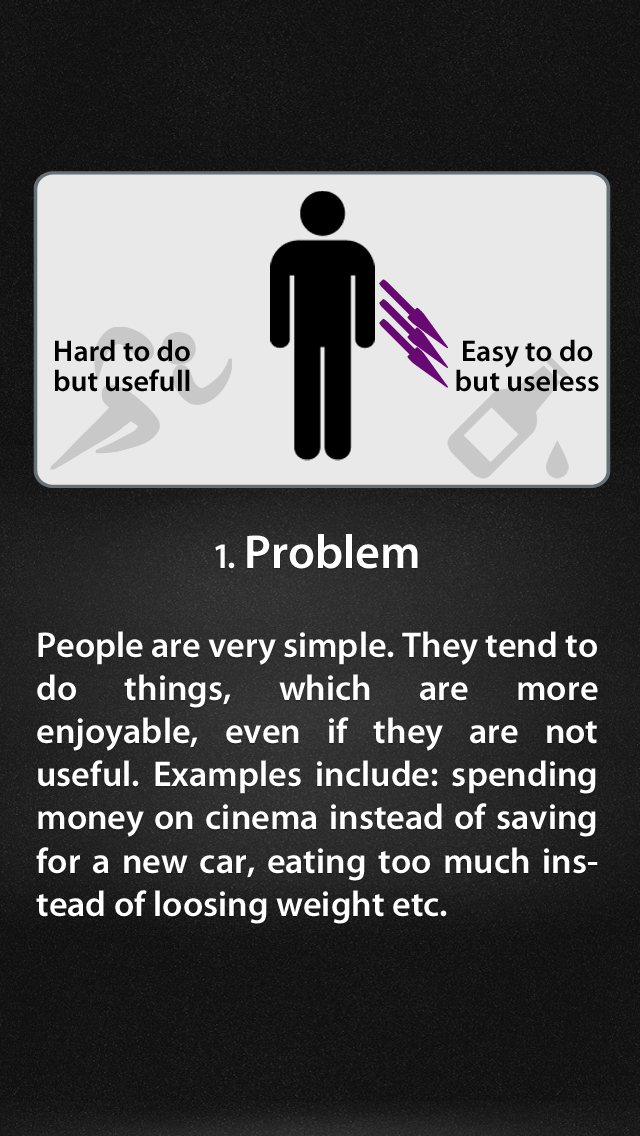 Hard to do
but usefull
Easy to do
but useless
1. Problem
People are very simple. They tend to
do things, which are more
enjoyable, even if they are not
useful. Examples include: spending
money on cinema instead of saving
for a new car, eating too much ins-
tead of loosing weight etc.